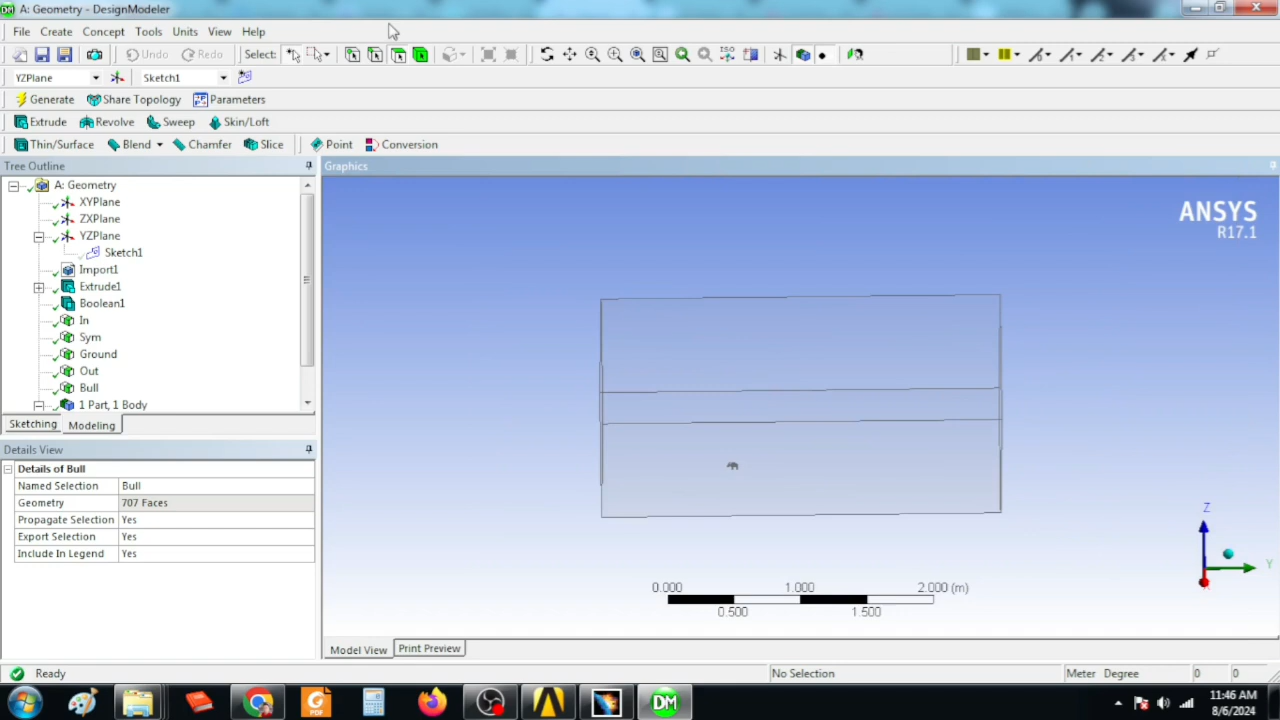 A: Geometry - DesignModeler
File Create Concept Tools Units View Help
Undo Redo Select:
YZPlane Sketch1
Generate Share Topology Parameters
Extrude Revolve Sweep Skin/Loft
Thin/Surface Blend Chamfer Slice Point Conversion
Tree Outline
A: Geometry
XYPlane
ZXPlane
YZPlane
Sketch1
Import1
Extrude1
Boolean1
In
Sym
Ground
Out
Bull
1 Part, 1 Body
Sketching Modeling
Details View
Details of Bull
Named Selection Bull
Geometry 707 Faces
Propagate Selection Yes
Export Selection Yes
Include In Legend Yes
Graphics
ANSYS
R17.1
Z
Y
0.000 1.000 2.000 (m)
0.500 1.500
Model View Print Preview
Ready No Selection Meter Degree 0 0
DM
11:46 AM
8/6/2024